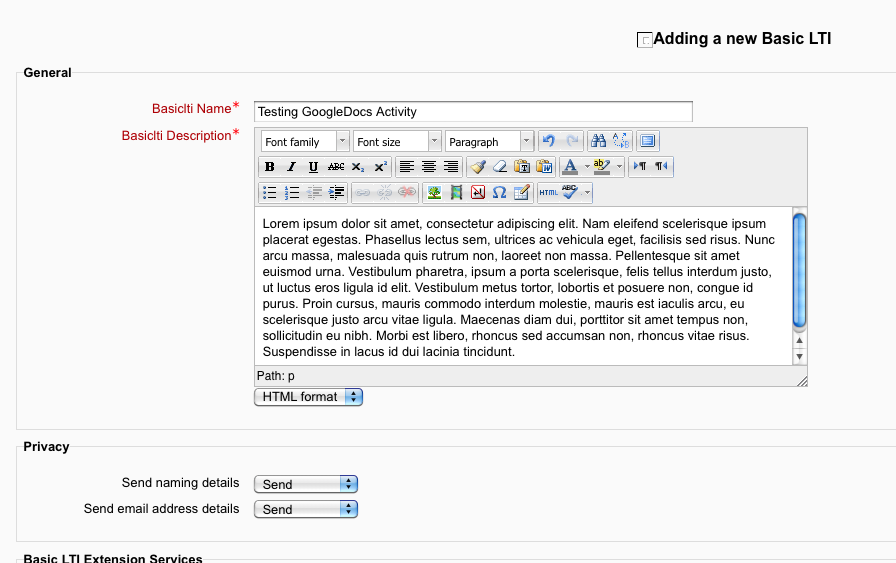 Adding a new Basic LTI
General
Basiclti Name*
Testing GoogleDocs Activity
Basiclti Description*
Font family Font size Paragraph
B I U ABC x₂ x²
HTML ABC
Lorem ipsum dolor sit amet, consectetur adipiscing elit. Nam eleifend scelerisque ipsum
placerat egestas. Phasellus lectus sem, ultrices ac vehicula eget, facilisis sed risus. Nunc
arcu massa, malesuada quis rutrum non, laoreet non massa. Pellentesque sit amet
euismod urna. Vestibulum pharetra, ipsum a porta scelerisque, felis tellus interdum justo,
ut luctus eros ligula id elit. Vestibulum metus tortor, lobortis et posuere non, congue id
purus. Proin cursus, mauris commodo interdum molestie, mauris est iaculis arcu, eu
scelerisque justo arcu vitae ligula. Maecenas diam dui, porttitor sit amet tempus non,
sollicitudin eu nibh. Morbi est libero, rhoncus sed accumsan non, rhoncus vitae risus.
Suspendisse in lacus id dui lacinia tincidunt.
Path: p
HTML format
Privacy
Send naming details Send
Send email address details Send
Basic LTI Extension Services